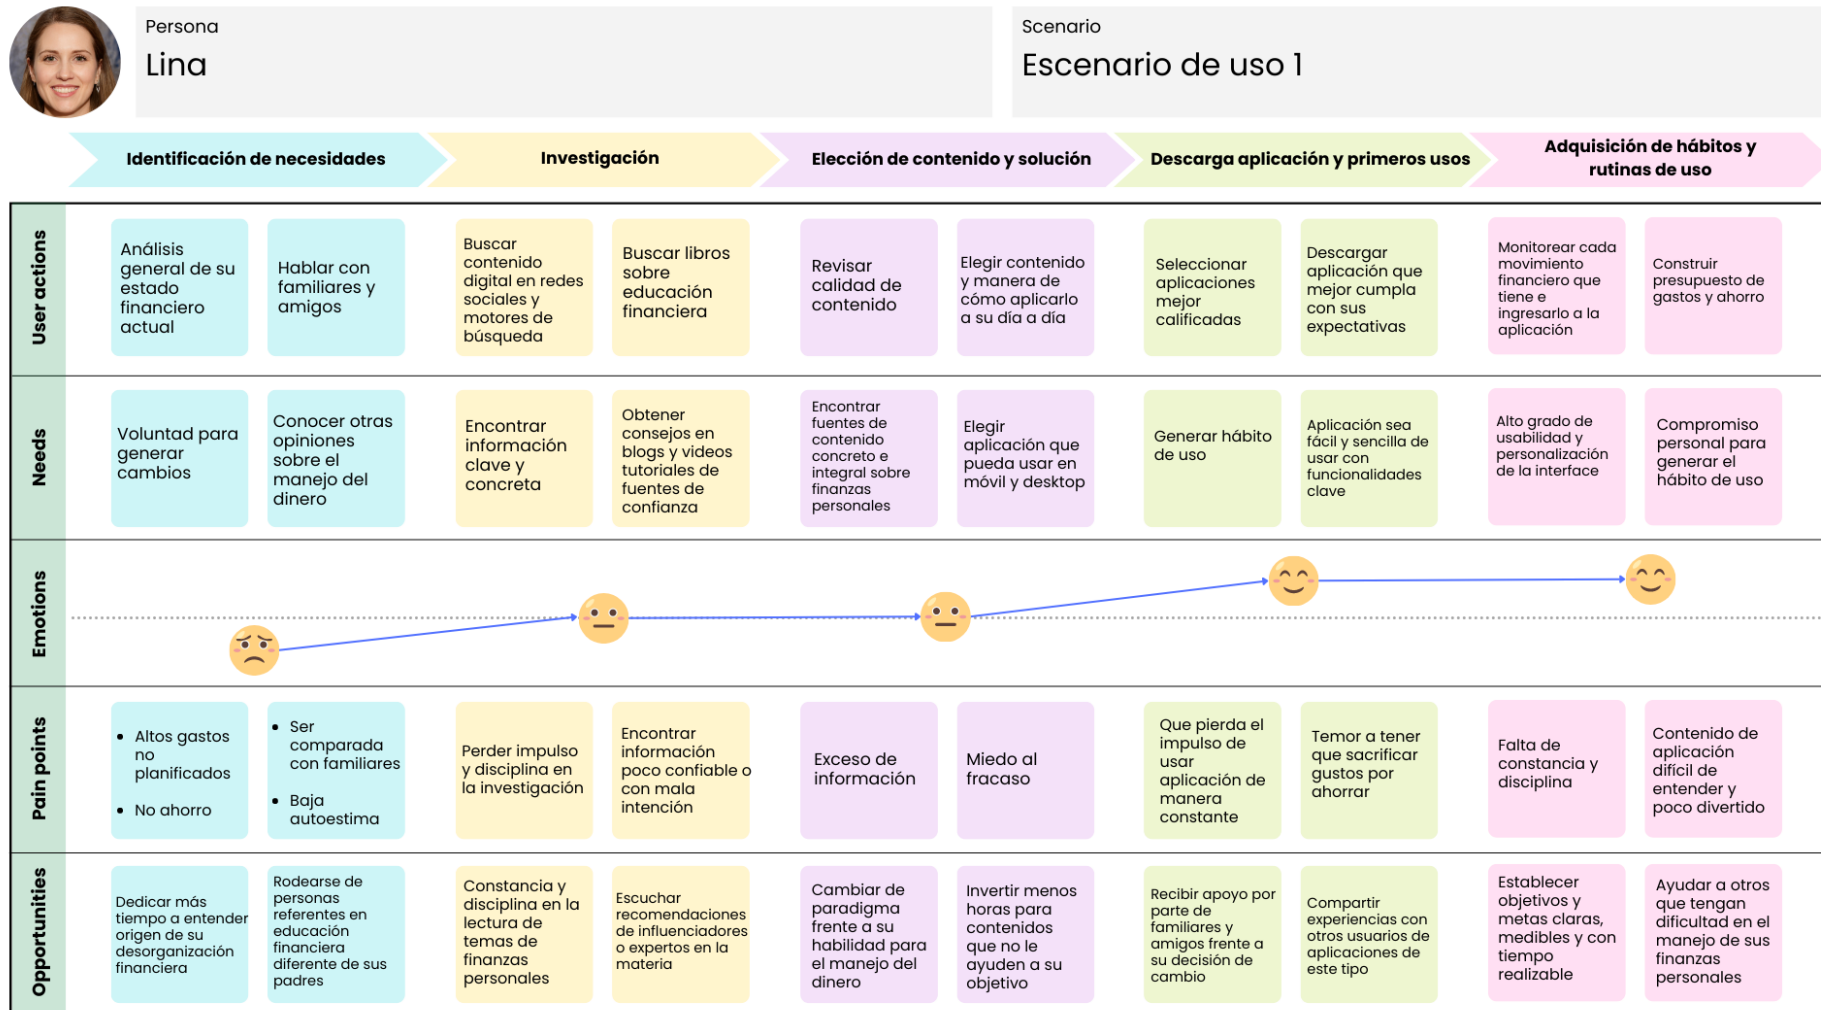 Persona
Lina
Scenario
Escenario de uso 1
Identificación de necesidades
Investigación
Elección de contenido y solución
Descarga aplicación y primeros usos
Adquisición de hábitos y
rutinas de uso
User actions
Análisis
general de su
estado
financiero
actual
Hablar con
familiares y
amigos
Buscar
contenido
digital en redes
sociales y
motores de
búsqueda
Buscar libros
sobre
educación
financiera
Revisar
calidad de
contenido
Elegir contenido
y manera de
cómo aplicarlo
a su día a día
Seleccionar
aplicaciones
mejor
calificadas
Descargar
aplicación que
mejor cumpla
con sus
expectativas
Monitorear cada
movimiento
financiero que
tiene e
ingresarlo a la
aplicación
Construir
presupuesto de
gastos y ahorro
Needs
Voluntad para
generar
cambios
Conocer otras
opiniones
sobre el
manejo del
dinero
Encontrar
información
clave y
concreta
Obtener
consejos en
blogs y videos
tutoriales de
fuentes de
confianza
Encontrar
fuentes de
contenido
concreto e
integral sobre
finanzas
personales
Elegir
aplicación que
pueda usar en
móvil y desktop
Generar hábito
de uso
Aplicación sea
fácil y sencilla de
usar con
funcionalidades
clave
Alto grado de
usabilidad y
personalización
de la interface
Compromiso
personal para
generar el
hábito de uso
Emotions
Pain points
• Altos gastos
no
planificados
• No ahorro
• Ser
comparada
con familiares
• Baja
autoestima
Perder impulso
y disciplina en
la investigación
Encontrar
información
poco confiable o
con mala
intención
Exceso de
información
Miedo al
fracaso
Que pierda el
impulso de
usar
aplicación de
manera
constante
Temor a tener
que sacrificar
gustos por
ahorrar
Falta de
constancia y
disciplina
Contenido de
aplicación
difícil de
entender y
poco divertido
Opportunities
Dedicar más
tiempo a entender
origen de su
desorganización
financiera
Rodearse de
personas
referentes en
educación
financiera
diferente de sus
padres
Constancia y
disciplina en la
lectura de
temas de
finanzas
personales
Escuchar
recomendaciones
de influenciadores
o expertos en la
materia
Cambiar de
paradigma
frente a su
habilidad para
el manejo del
dinero
Invertir menos
horas para
contenidos
que no le
ayuden a su
objetivo
Recibir apoyo por
parte de
familiares y
amigos frente a
su decisión de
cambio
Compartir
experiencias con
otros usuarios de
aplicaciones de
este tipo
Establecer
objetivos y
metas claras,
medibles y con
tiempo
realizable
Ayudar a otros
que tengan
dificultad en el
manejo de sus
finanzas
personales